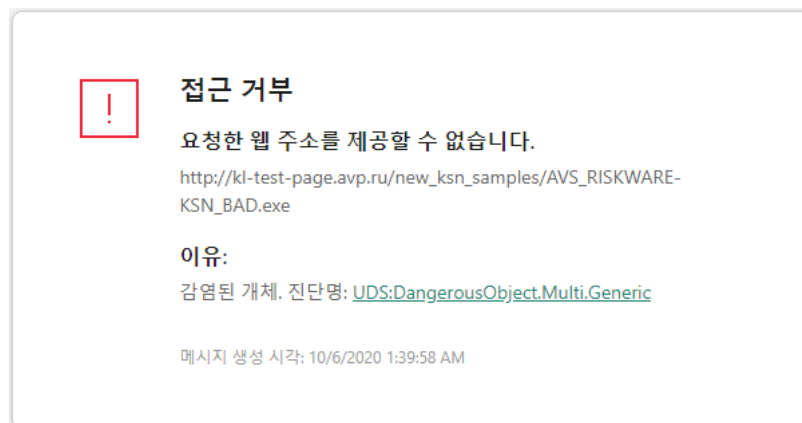 !
접근 거부
요청한 웹 주소를 제공할 수 없습니다.
http://kl-test-page.avp.ru/new_ksn_samples/AVS_RISKWARE-
KSN_BAD.exe
이유:
감염된 개체. 진단명: UDS:DangerousObject.Multi.Generic
메시지 생성 시각: 10/6/2020 1:39:58 AM